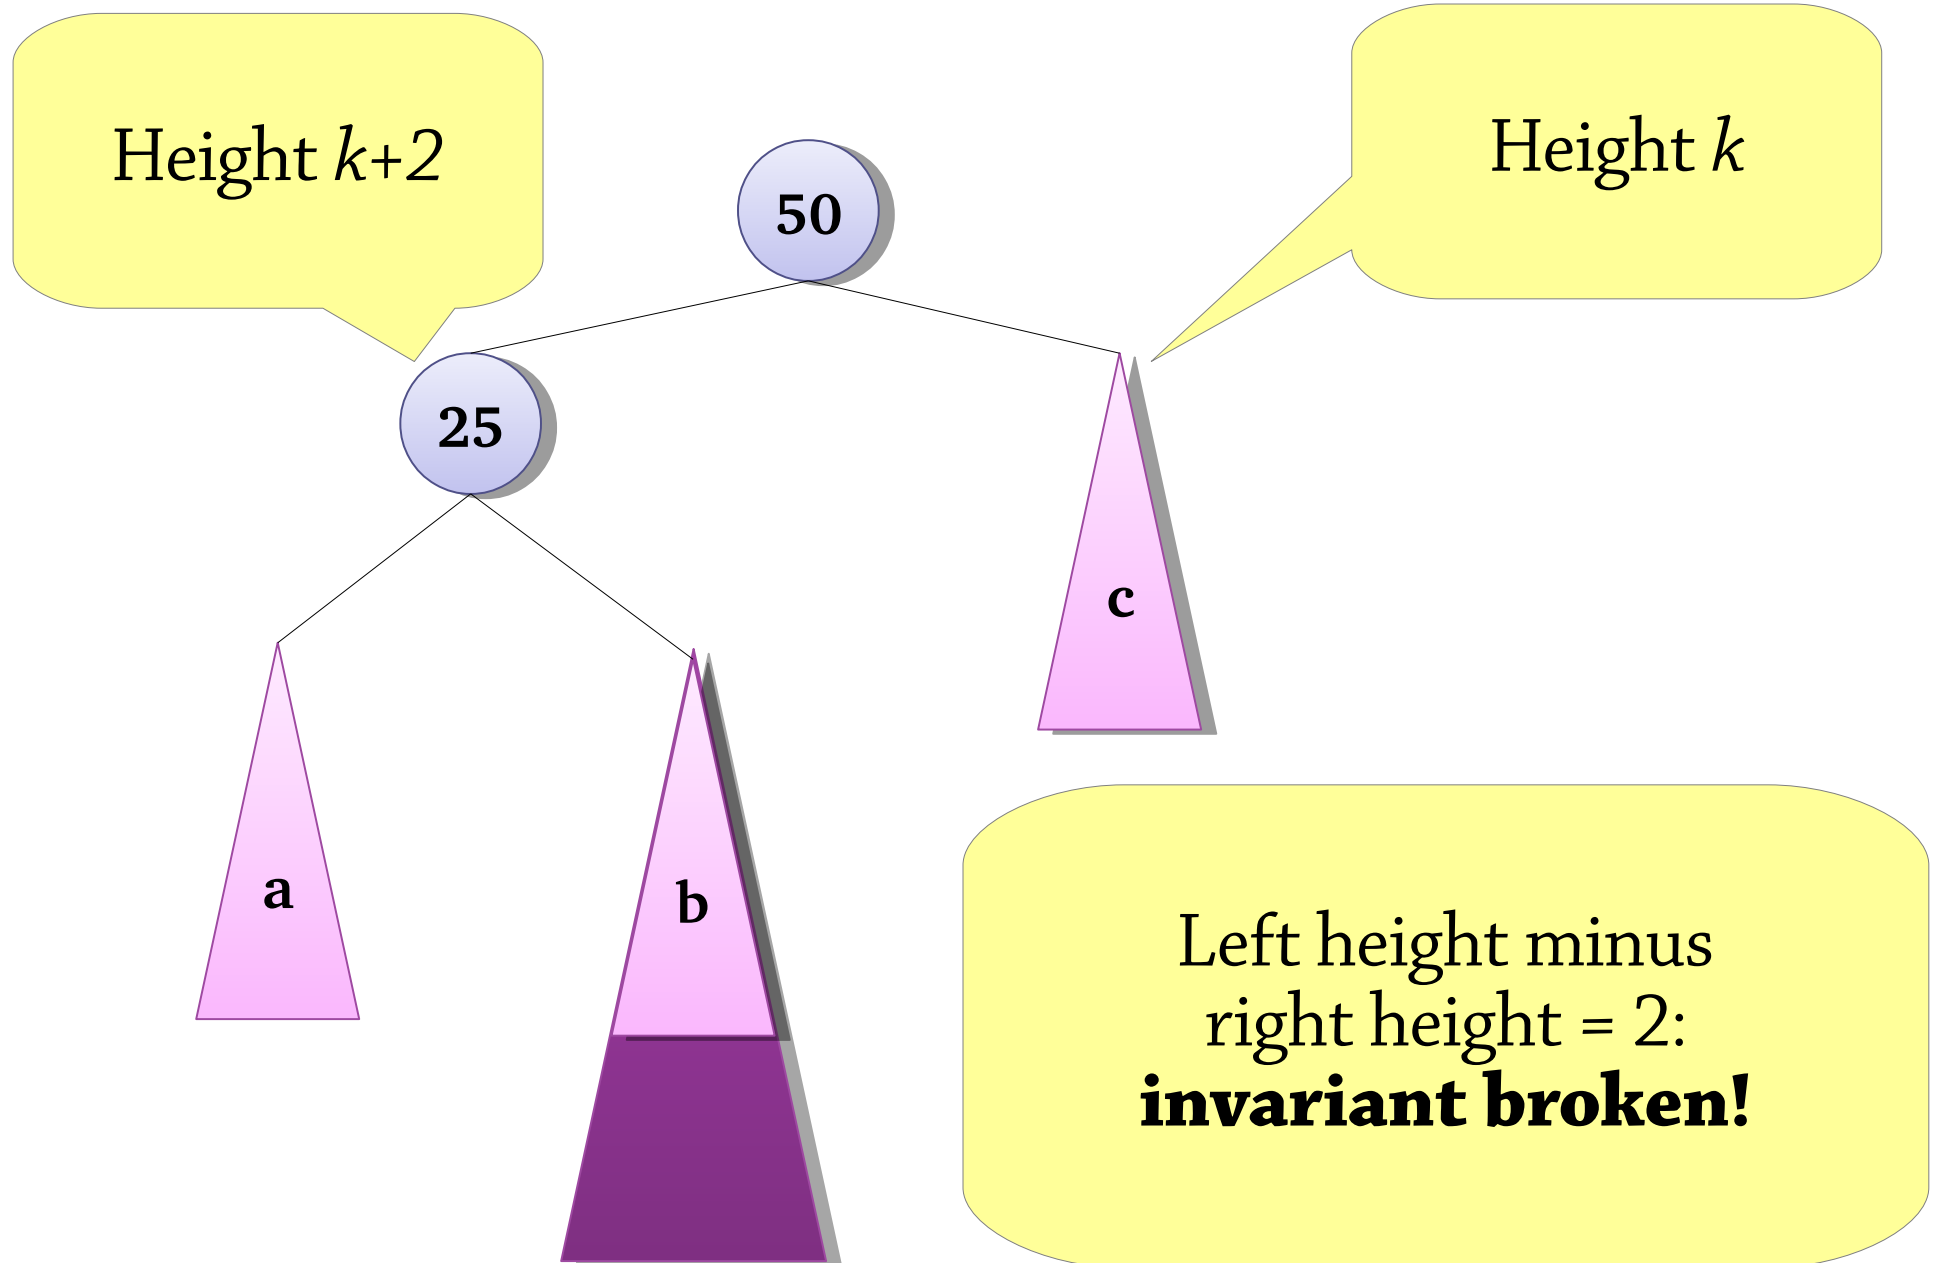 Height k+2
Height k
50
25
c
a
b
Left height minus
right height = 2:
invariant broken!